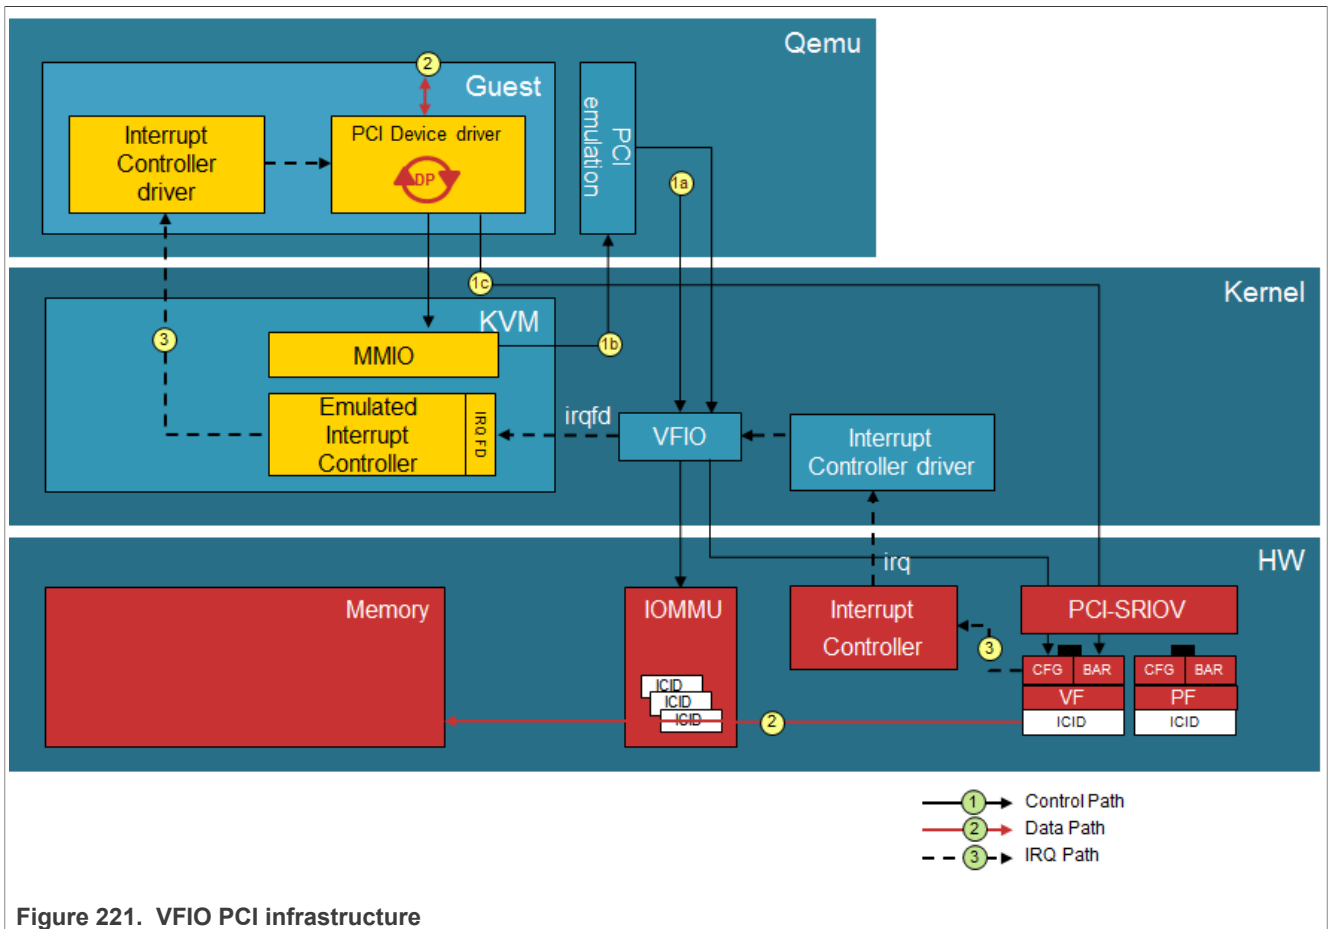 Qemu
2
Guest
Interrupt
Controller
driver
PCI Device driver
DP
PCI
emulation
1a
1c
Kernel
KVM
3
MMIO
1b
Emulated
Interrupt
Controller
IRQ FD
irqfd
VFIO
Interrupt
Controller driver
HW
irq
Memory
IOMMU
ICID
ICID
ICID
Interrupt
Controller
3
PCI-SRIOV
CFG BAR
VF
ICID
CFG BAR
PF
ICID
2
1 Control Path
2 Data Path
3 IRQ Path
Figure 221. VFIO PCI infrastructure